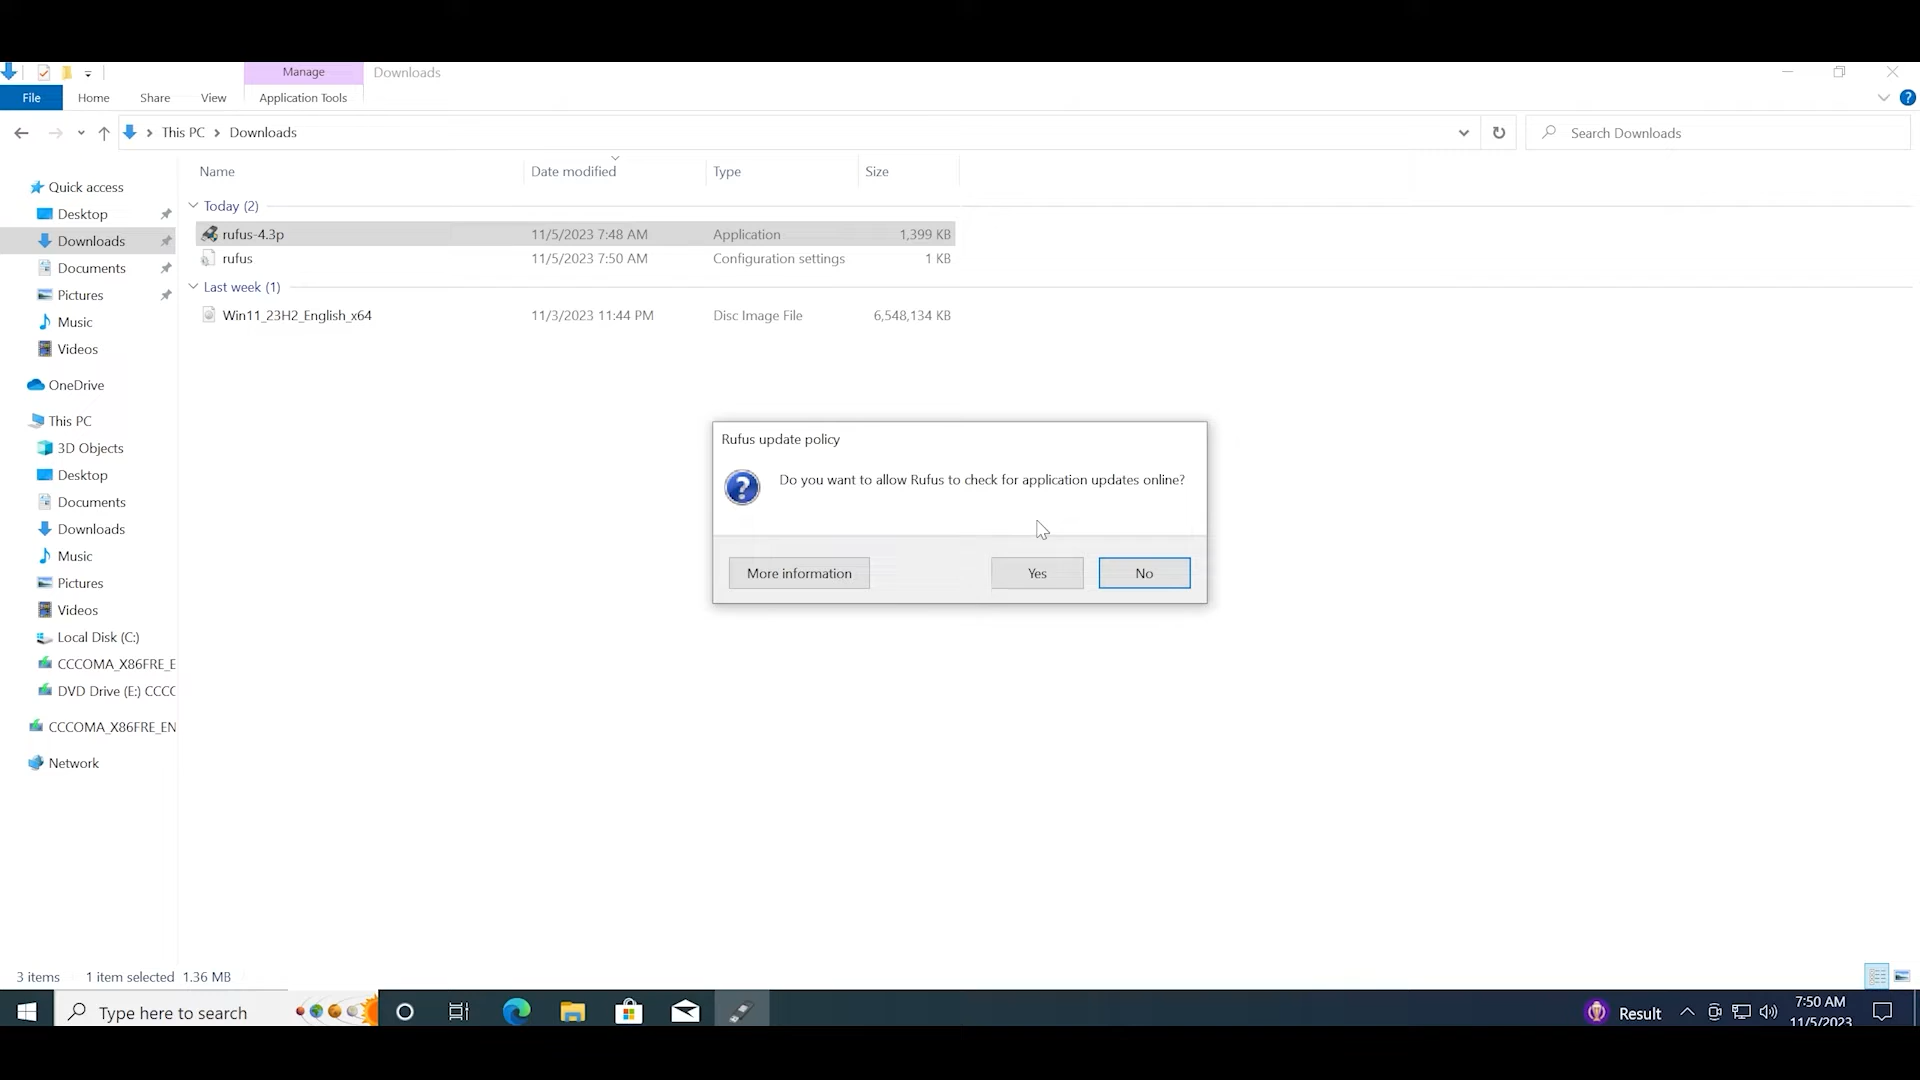 Manage
Downloads
File
Home
Share
View
Application Tools
?
This PC > Downloads
Search Downloads
Name
Date modified
Type
Size
Quick access
Desktop
Downloads
Documents
Pictures
Music
Videos
OneDrive
This PC
3D Objects
Desktop
Documents
Downloads
Music
Pictures
Videos
Local Disk (C:)
CCCOMA_X86FRE_E
DVD Drive (E:) CCCC
CCCOMA_X86FRE_EN
Network
Today (2)
rufus-4.3p 11/5/2023 7:48 AM Application 1,399 KB
rufus 11/5/2023 7:50 AM Configuration settings 1 KB
Last week (1)
Win11_23H2_English_x64 11/3/2023 11:44 PM Disc Image File 6,548,134 KB
Rufus update policy
?
Do you want to allow Rufus to check for application updates online?
More information
Yes
No
3 items 1 item selected 1.36 MB
Type here to search
Result
7:50 AM
11/5/2023